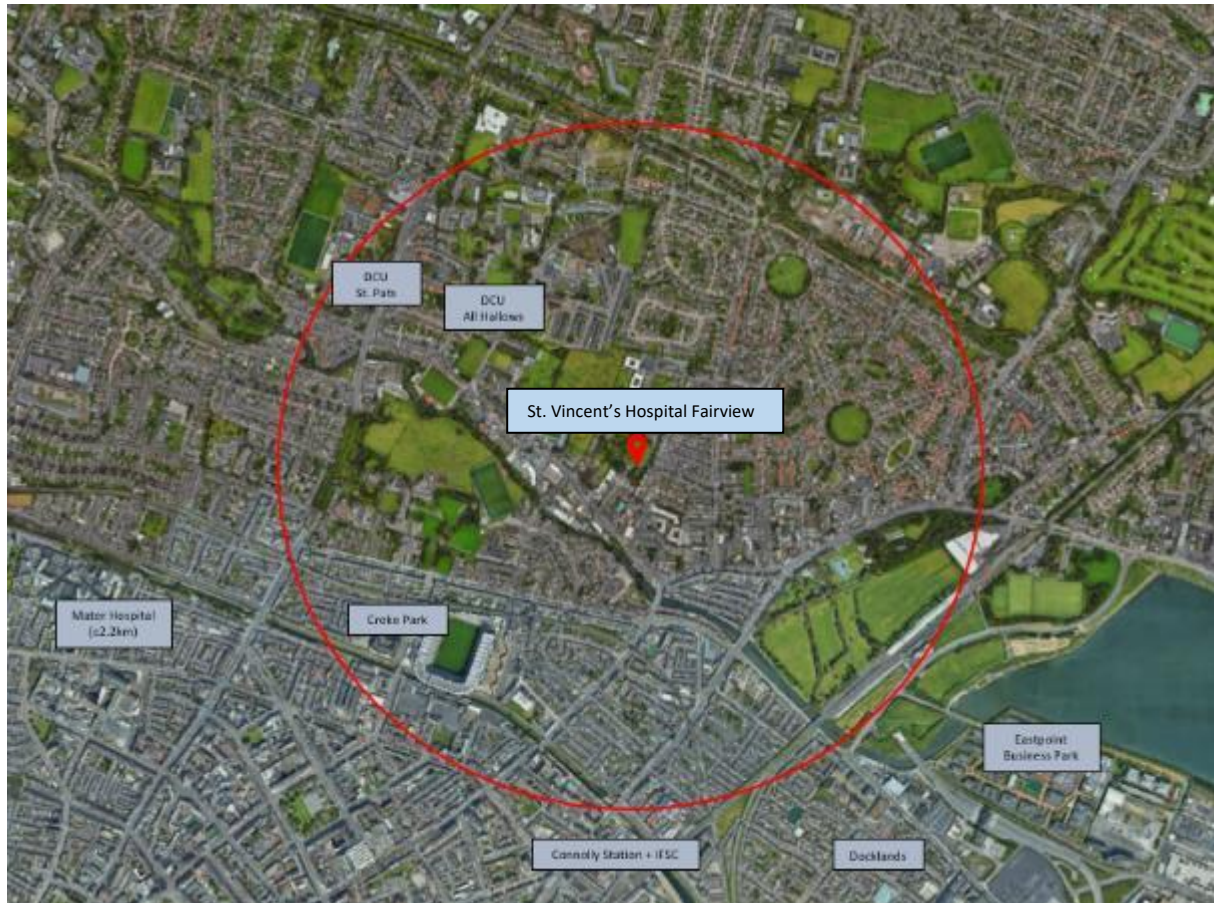 DCU
St. Pats
DCU
All Hallows
St. Vincent’s Hospital Fairview
Mater Hospital
(c2.2km)
Croke Park
Eastpoint
Business Park
Connolly Station + IFSC
Docklands